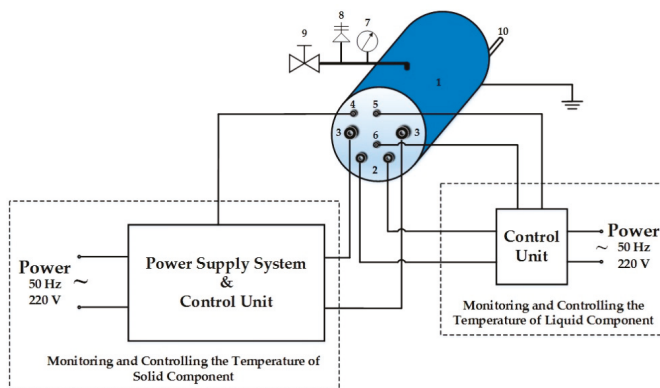 9
8
7
10
1
4
5
3
6
3
2
Power
50 Hz
220 V
~
Power Supply System
&
Control Unit
Monitoring and Controlling the Temperature of
Solid Component
Control
Unit
Power
~ 50 Hz
220 V
Monitoring and Controlling the
Temperature of Liquid Component